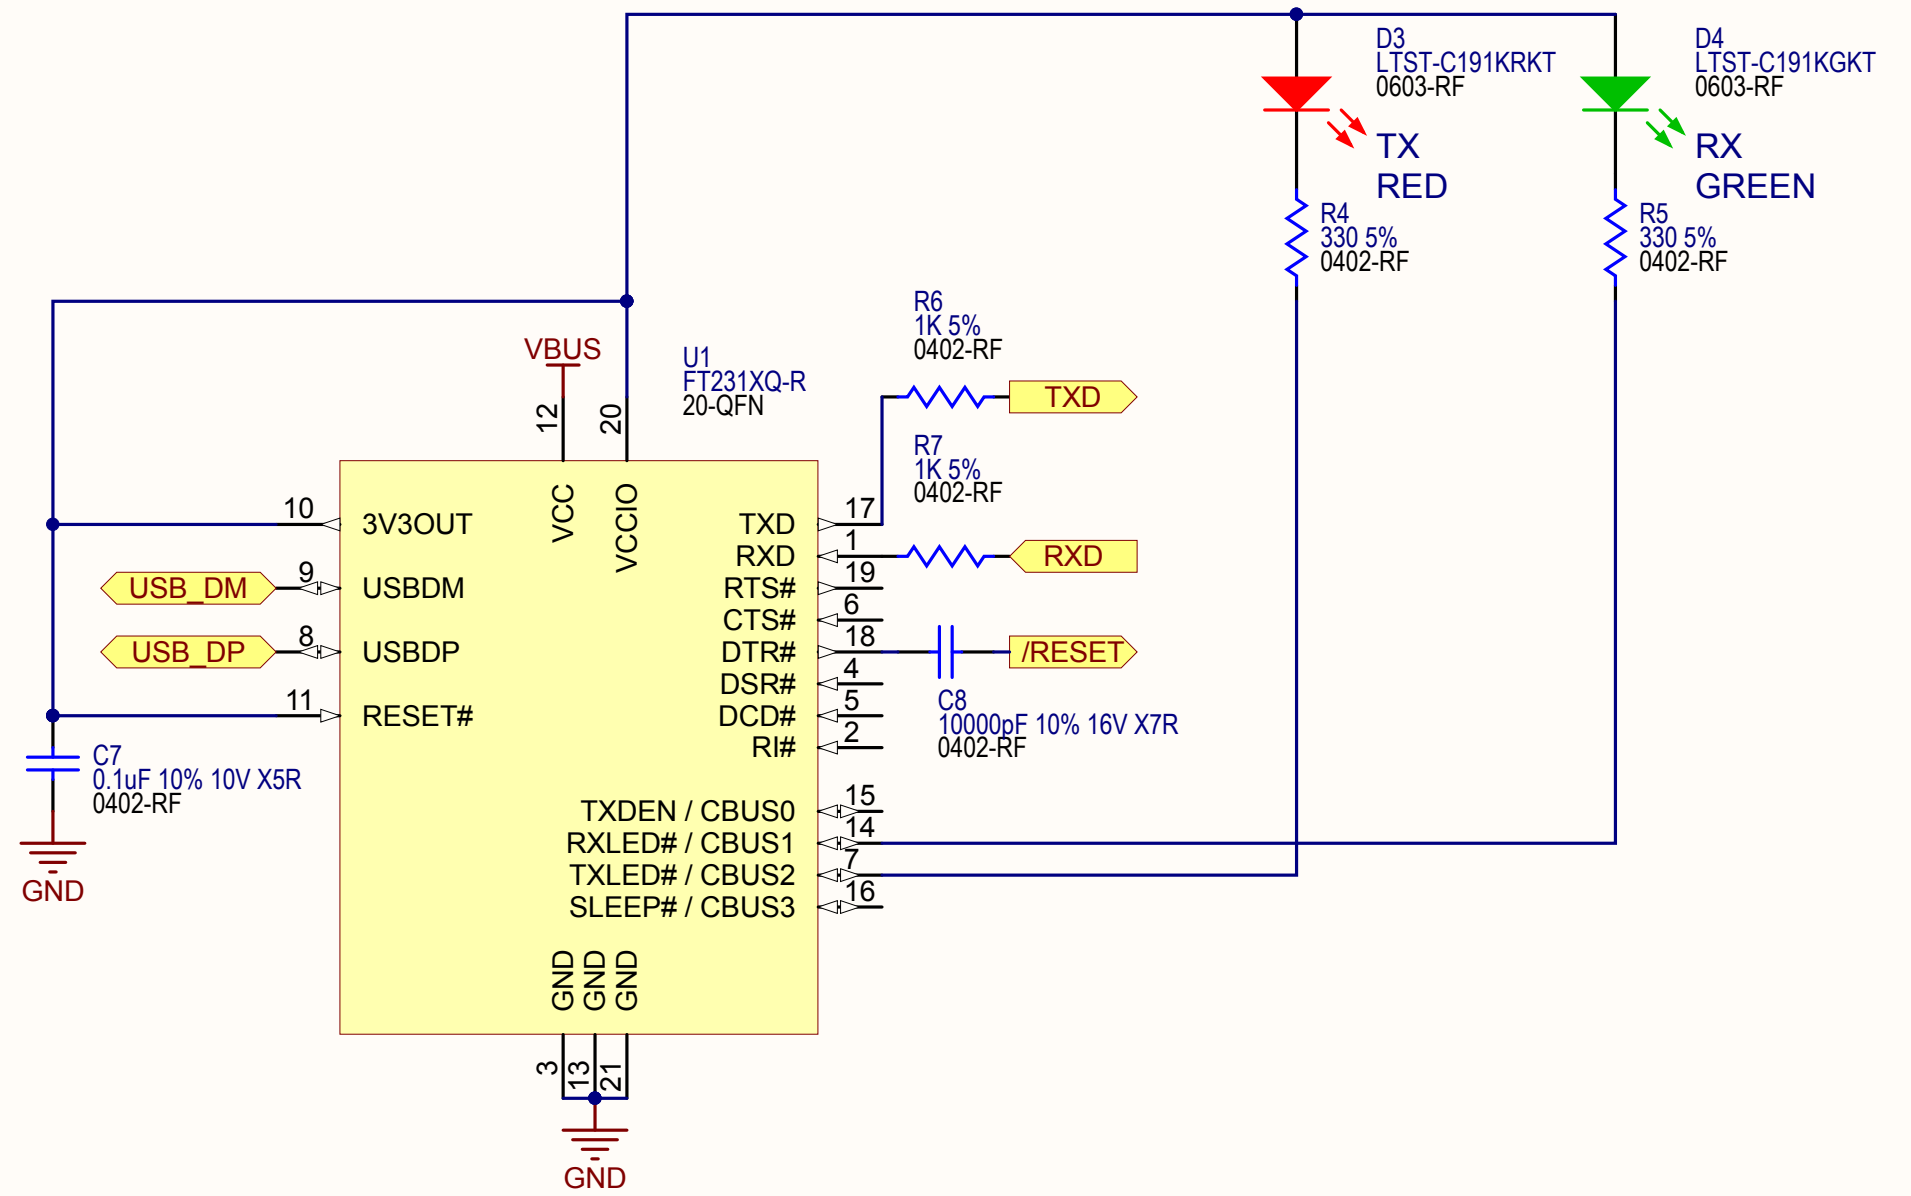 D3
LTST-C191KRKT
0603-RF
TX
RED
D4
LTST-C191KGKT
0603-RF
RX
GREEN
R4
330 5%
0402-RF
R5
330 5%
0402-RF
R6
1K 5%
0402-RF
VBUS
U1
FT231XQ-R
20-QFN
12
20
TXD
R7
1K 5%
0402-RF
10
3V3OUT
VCC
VCCIO
TXD
17
RXD
1
RXD
USB_DM
9
USBDM
RTS#
19
CTS#
6
USB_DP
8
USBDP
DTR#
18
/RESET
DSR#
4
C8
10000pF 10% 16V X7R
0402-RF
11
RESET#
DCD#
5
RI#
2
C7
0.1uF 10% 10V X5R
0402-RF
GND
TXDEN / CBUS0
15
RXLED# / CBUS1
14
TXLED# / CBUS2
7
SLEEP# / CBUS3
16
GND
GND
GND
3
13
21
GND